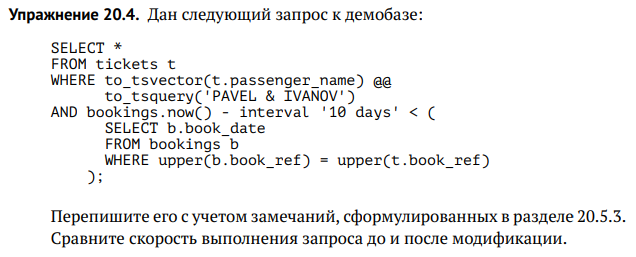 Упражнение 20.4. Дан следующий запрос к демобазе:
SELECT *
FROM tickets t
WHERE to_tsvector(t.passenger_name) @@
to_tsquery('PAVEL & IVANOV')
AND bookings.now() - interval '10 days' < (
SELECT b.book_date
FROM bookings b
WHERE upper(b.book_ref) = upper(t.book_ref)
);
Перепишите его с учетом замечаний, сформулированных в разделе 20.5.3.
Сравните скорость выполнения запроса до и после модификации.